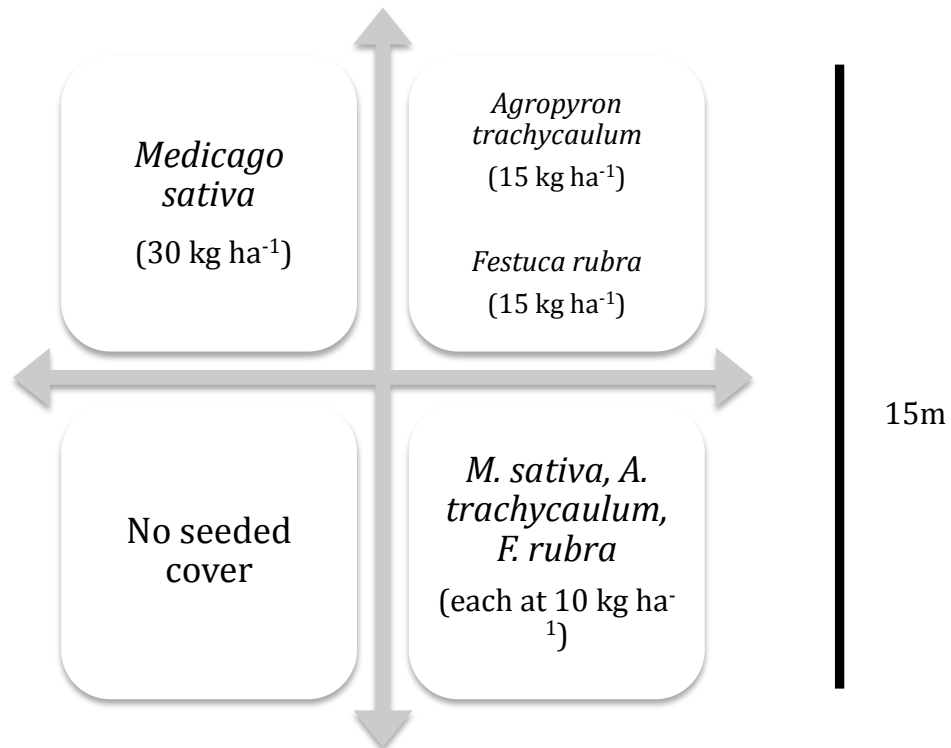 Medicago
sativa
(30 kg ha⁻¹)
Agropyron
trachycaulum
(15 kg ha⁻¹)
Festuca rubra
(15 kg ha⁻¹)
15m
No seeded
cover
M. sativa, A.
trachycaulum,
F. rubra
(each at 10 kg ha⁻
¹)